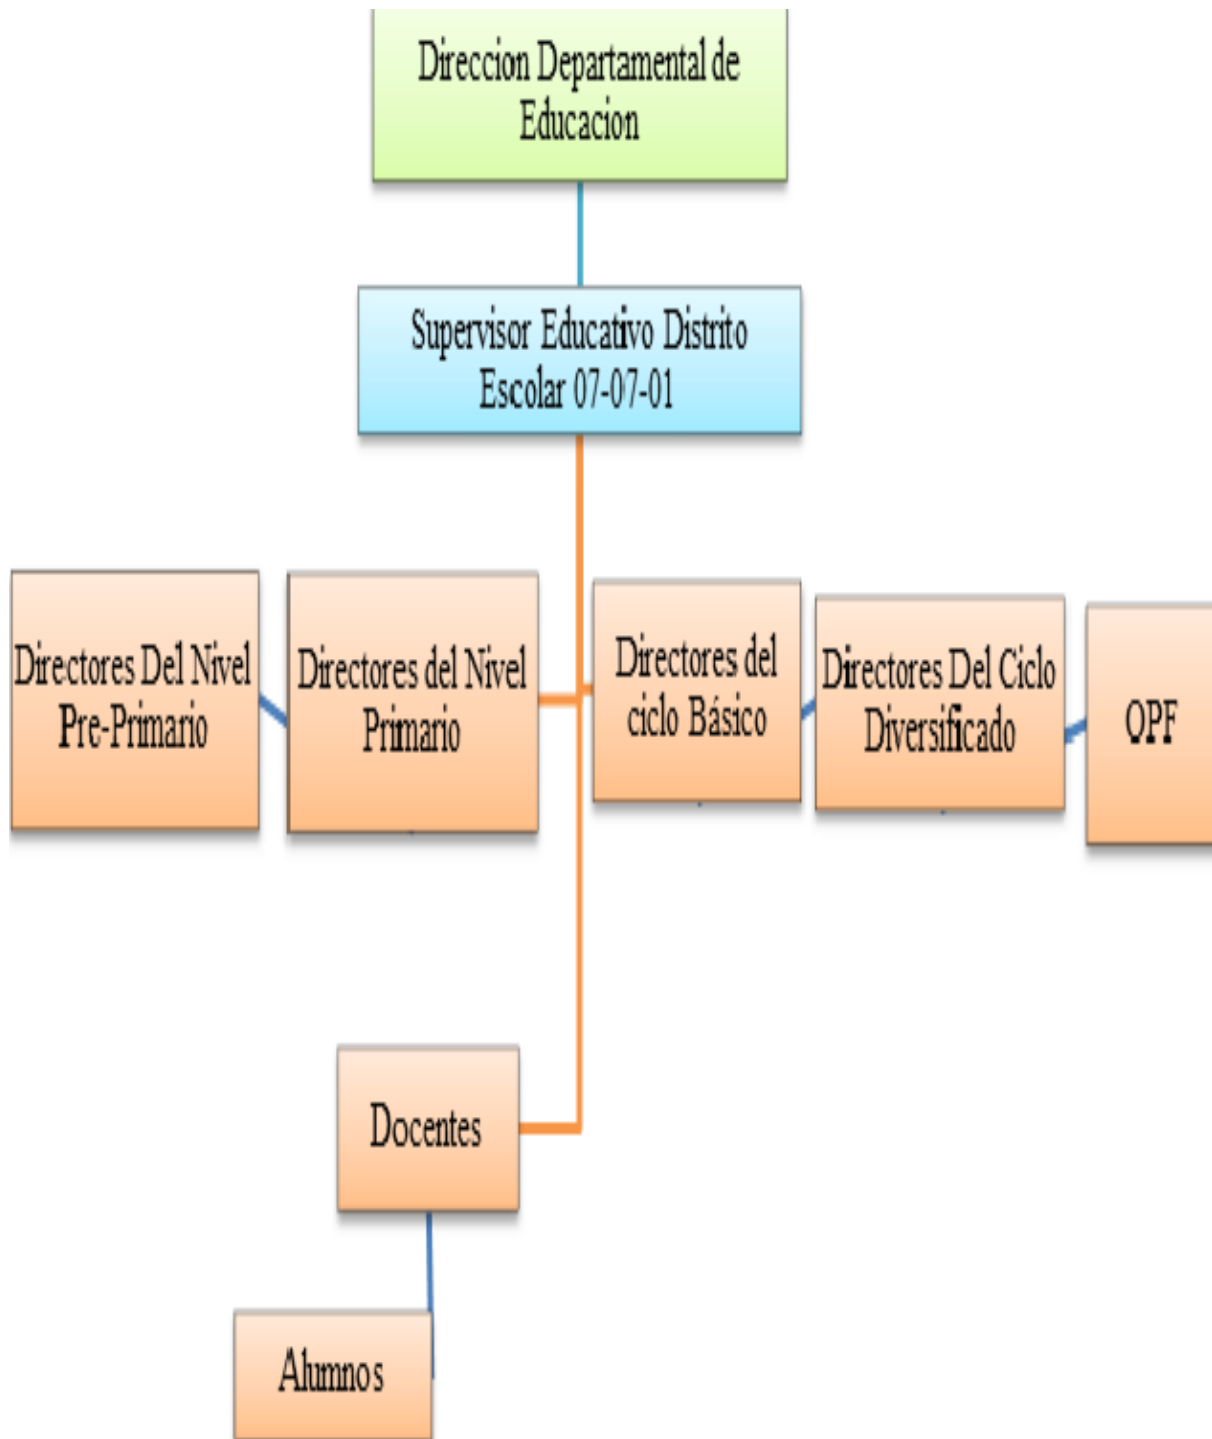 Direccion Departamental de
Educacion
Supervisor Educativo Distrito
Escolar 07-07-01
Directores Del Nivel
Pre-Primario
Directores del Nivel
Primario
Directores del
ciclo Básico
Directores Del Ciclo
Diversificado
OPF
Docentes
Alumnos